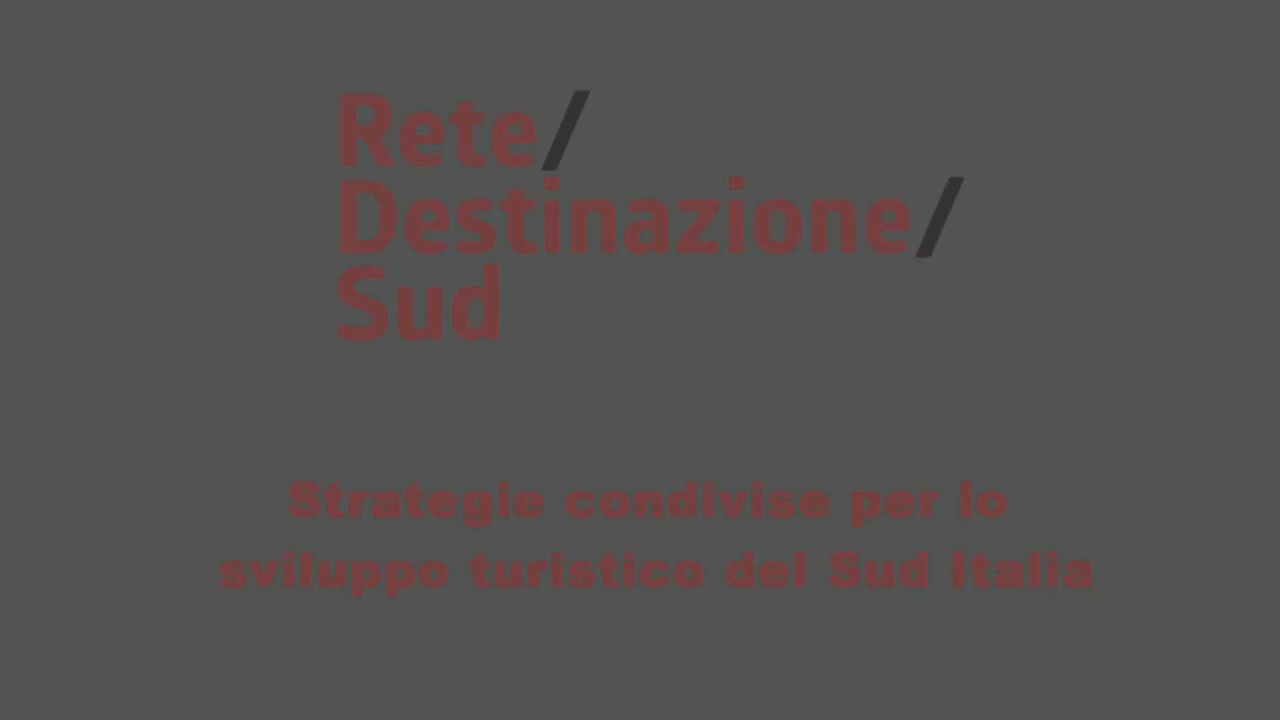 Rete/
Destinazione/
Sud
Strategie condivise per lo
sviluppo turistico del Sud Italia